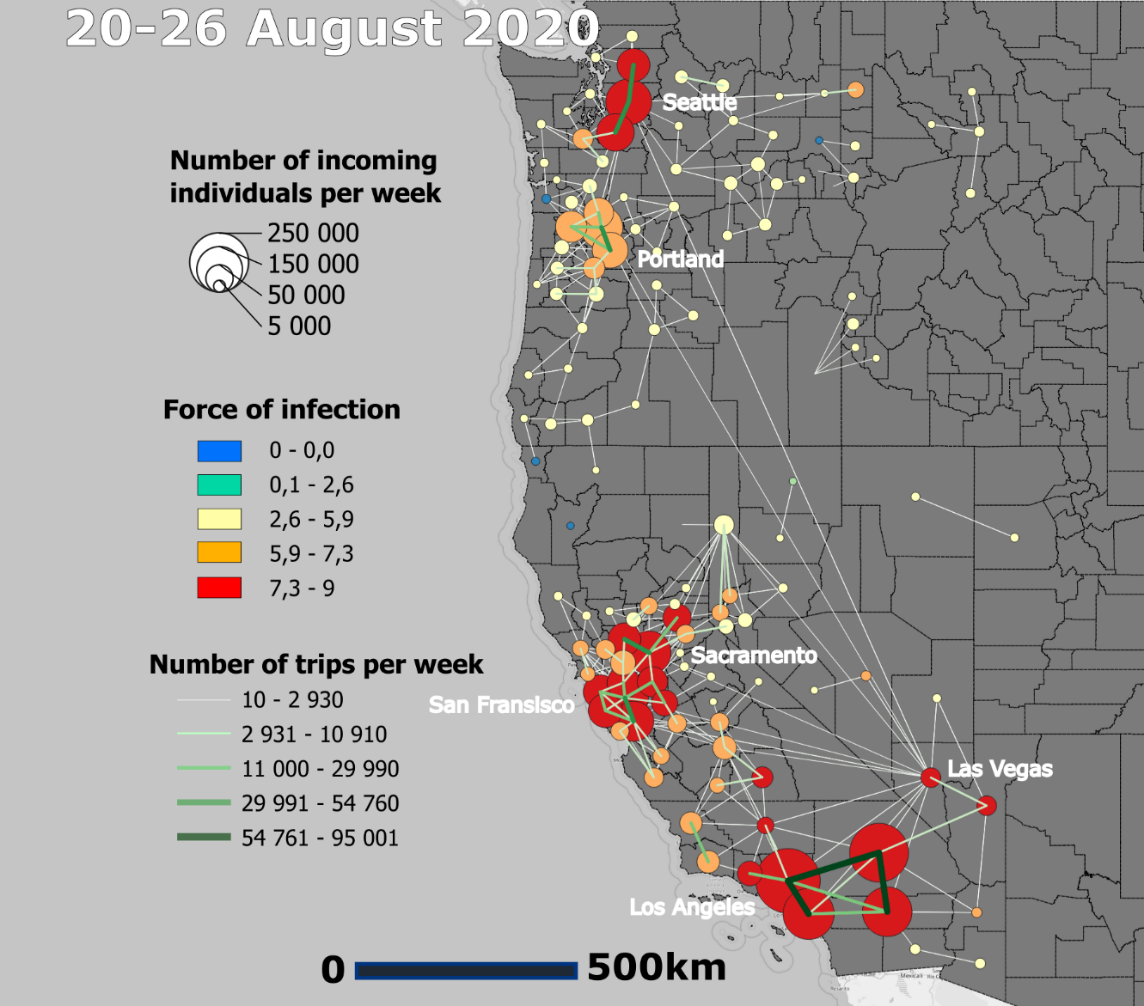 20-26 August 2020
Number of incoming
individuals per week
250 000
150 000
50 000
5 000
Force of infection
0 - 0,0
0,1 - 2,6
2,6 - 5,9
5,9 - 7,3
7,3 - 9
Number of trips per week
10 - 2 930
2 931 - 10 910
11 000 - 29 990
29 991 - 54 760
54 761 - 95 001
Seattle
Portland
Sacramento
San Fransisco
Las Vegas
Los Angeles
Mexicali
0 500km